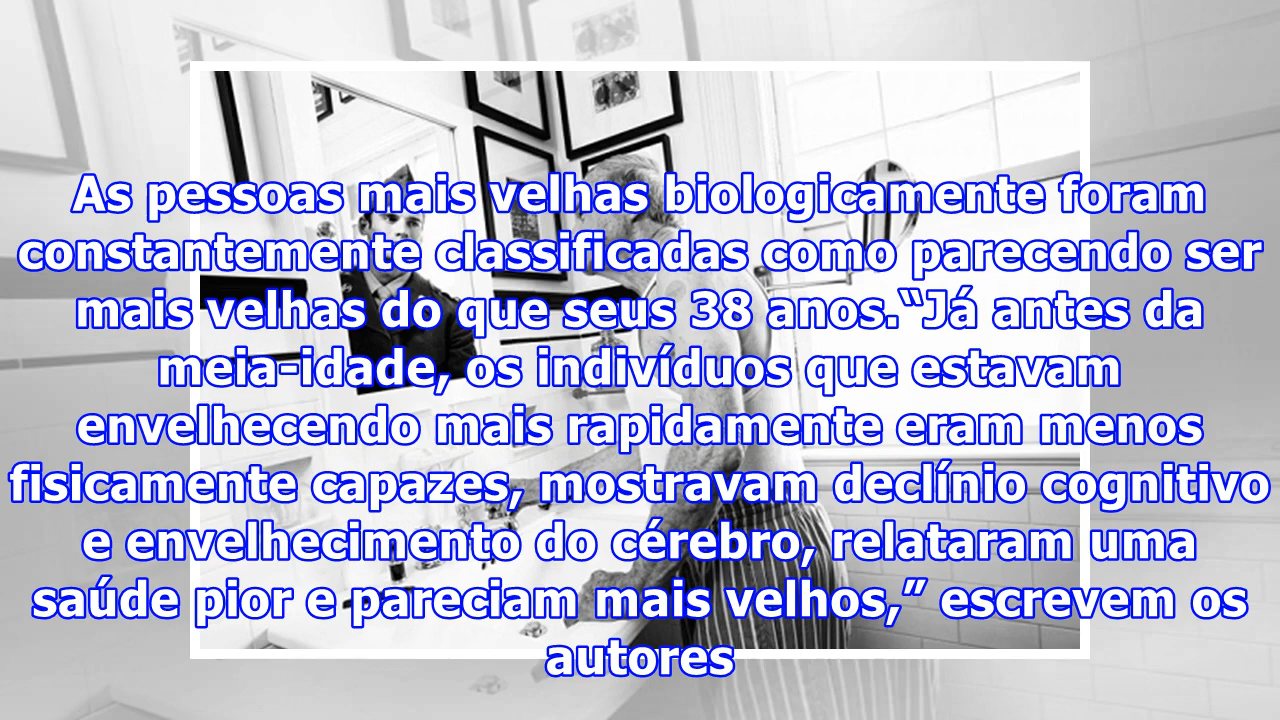 As pessoas mais velhas biologicamente foram
constantemente classificadas como parecendo ser
mais velhas do que seus 38 anos.“Já antes da
meia-idade, os indivíduos que estavam
envelhecendo mais rapidamente eram menos
fisicamente capazes, mostravam declínio cognitivo
e envelhecimento do cérebro, relataram uma
saúde pior e pareciam mais velhos,” escrevem os
autores